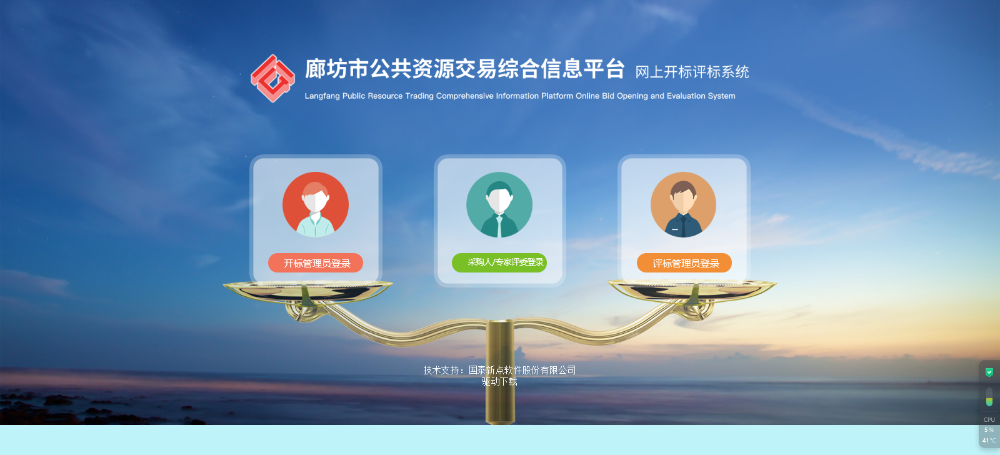 廊坊市公共资源交易综合信息平台 网上开标评标系统
Langfang Public Resource Trading Comprehensive Information Platform Online Bid Opening and Evaluation System
开标管理员登录
采购人/专家评委登录
评标管理员登录
技术支持：国泰新点软件股份有限公司
驱动下载
CPU
5%
41°C